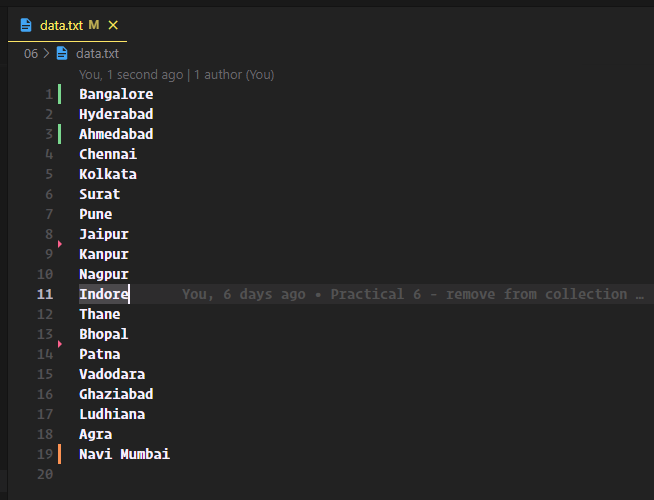 data.txt M
06 > data.txt
You, 1 second ago | 1 author (You)
1 Bangalore
2 Hyderabad
3 Ahmedabad
4 Chennai
5 Kolkata
6 Surat
7 Pune
8 Jaipur
9 Kanpur
10 Nagpur
11 Indore You, 6 days ago • Practical 6 - remove from collection …
12 Thane
13 Bhopal
14 Patna
15 Vadodara
16 Ghaziabad
17 Ludhiana
18 Agra
19 Navi Mumbai
20